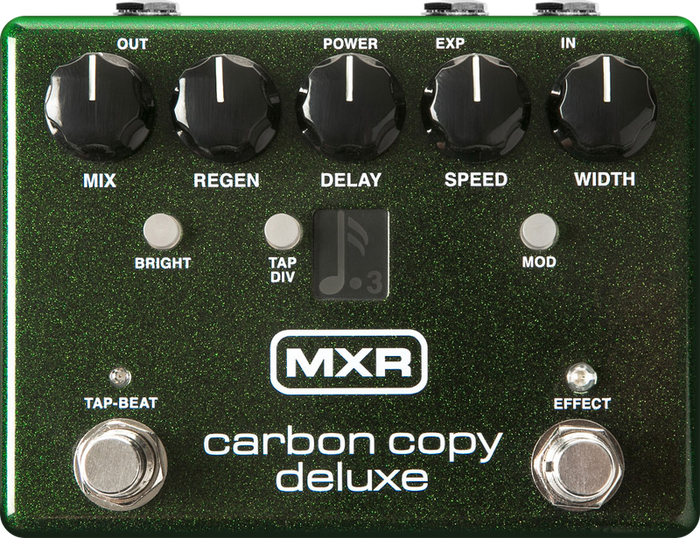 OUT POWER EXP IN
MIX REGEN DELAY SPEED WIDTH
BRIGHT TAP DIV MOD
.3
MXR
TAP-BEAT EFFECT
carbon copy
deluxe